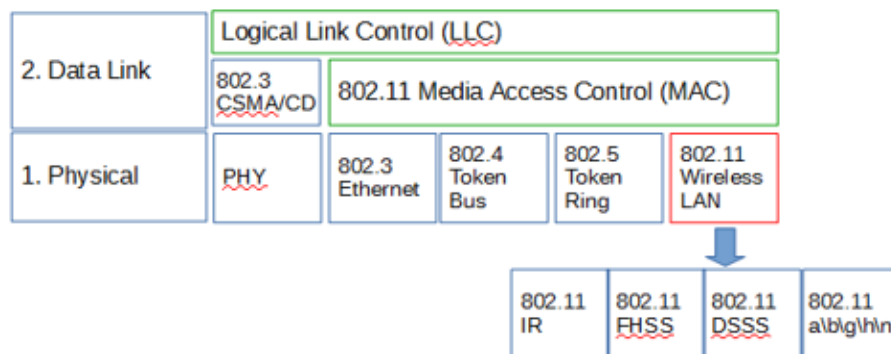 Logical Link Control (LLC)
2. Data Link
802.3
CSMA/CD
802.11 Media Access Control (MAC)
1. Physical
PHY
802.3
Ethernet
802.4
Token
Bus
802.5
Token
Ring
802.11
Wireless
LAN
802.11
IR
802.11
FHSS
802.11
DSSS
802.11
a\b\g\h\n